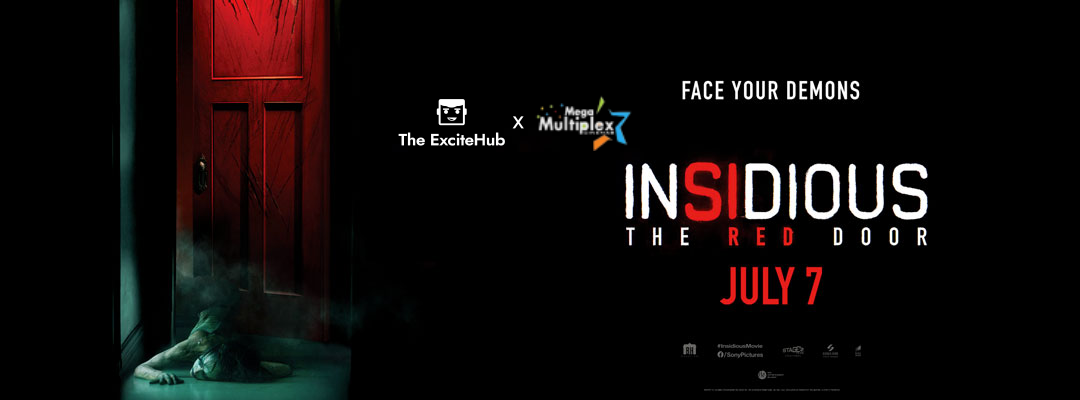 FACE YOUR DEMONS
The ExciteHub
X
Mega
Multiplex
INSIDIOUS
THE RED DOOR
JULY 7
#InsidiousMovie
/SonyPictures